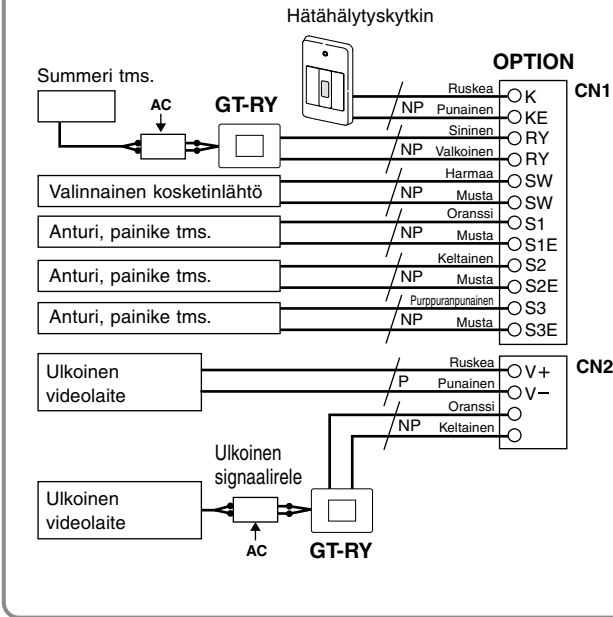 Hätähälytyskytkin
OPTION
Summeri tms.
AC
GT-RY
Ruskea
K
CN1
NP
Punainen
KE
Sininen
RY
NP
Valkoinen
RY
Valinnainen kosketinlähtö
Harmaa
SW
NP
Musta
SW
Anturi, painike tms.
Oranssi
S1
NP
Musta
S1E
Anturi, painike tms.
Keltainen
S2
NP
Musta
S2E
Anturi, painike tms.
Purppuranpunainen
S3
NP
Musta
S3E
Ulkoinen
videolaite
Ruskea
V+
CN2
P
Punainen
V−
Oranssi
NP
Keltainen
Ulkoinen
signaalirele
Ulkoinen
videolaite
AC
GT-RY